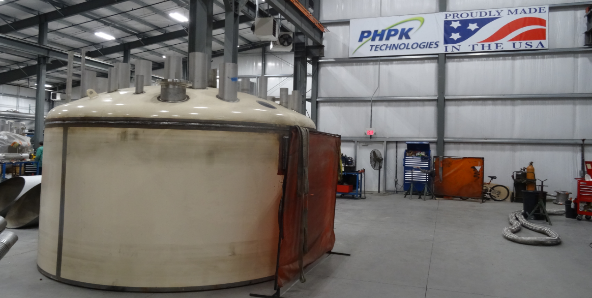 PHPK
TECHNOLOGIES
PROUDLY MADE
IN THE USA